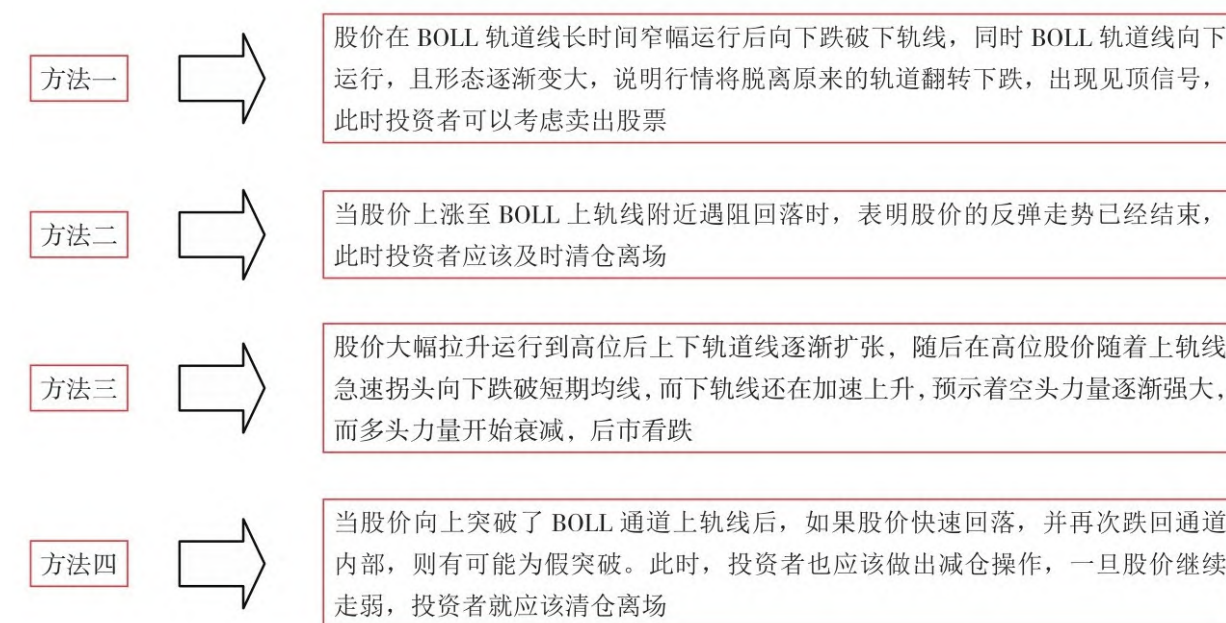 方法一
股价在 BOLL 轨道线长时间窄幅运行后向下跌破下轨线，同时 BOLL 轨道线向下
运行，且形态逐渐变大，说明行情将脱离原来的轨道翻转下跌，出现见顶信号，
此时投资者可以考虑卖出股票
方法二
当股价上涨至 BOLL 上轨线附近遇阻回落时，表明股价的反弹走势已经结束，
此时投资者应该及时清仓离场
方法三
股价大幅拉升运行到高位后上下轨道线逐渐扩张，随后在高位股价随着上轨线
急速拐头向下跌破短期均线，而下轨线还在加速上升，预示着空头力量逐渐强大，
而多头力量开始衰减，后市看跌
方法四
当股价向上突破了 BOLL 通道上轨线后，如果股价快速回落，并再次跌回通道
内部，则有可能为假突破。此时，投资者也应该做出减仓操作，一旦股价继续
走弱，投资者就应该清仓离场